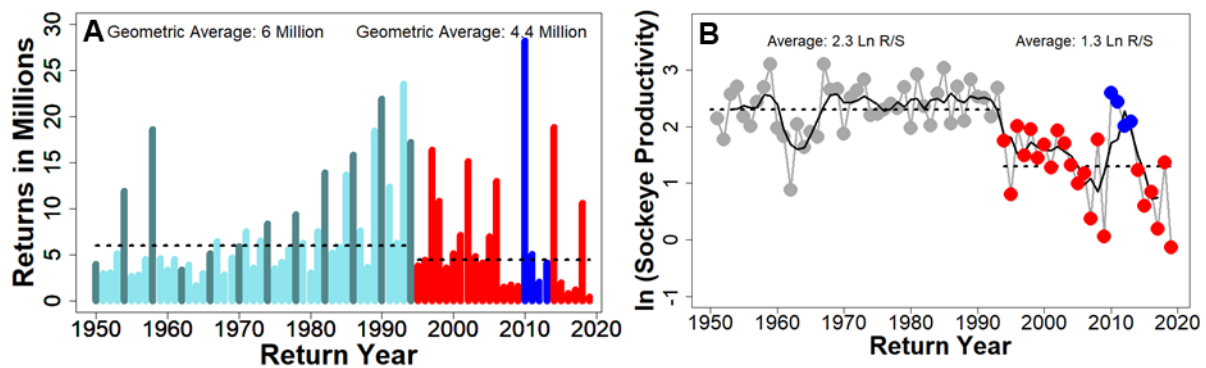 A
Geometric Average: 6 Million
Geometric Average: 4.4 Million
Returns in Millions
30
25
20
15
10
5
0
1950 1960 1970 1980 1990 2000 2010 2020
Return Year
B
Average: 2.3 Ln R/S
Average: 1.3 Ln R/S
ln (Sockeye Productivity)
3
2
1
0
-1
1950 1960 1970 1980 1990 2000 2010 2020
Return Year